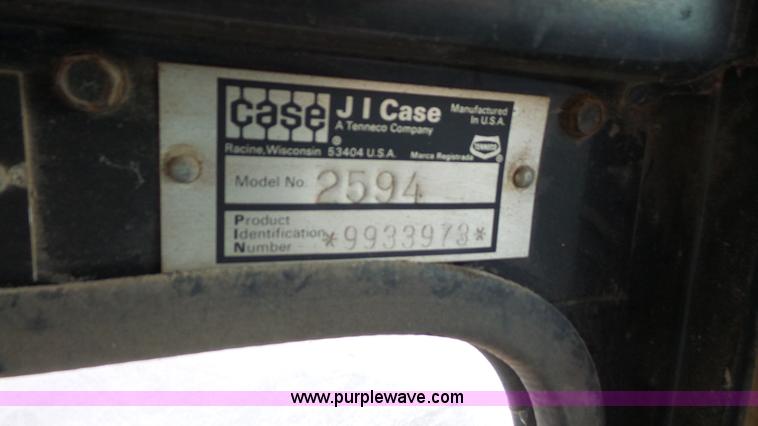 case
®
J I Case
A Tenneco Company
Manufactured
In U.S.A.
Racine, Wisconsin 53404 U.S.A.
Marca Registrada
TENNECO
®
Model No. 2594
Product
Identification
Number
*9933973*
www.purplewave.com